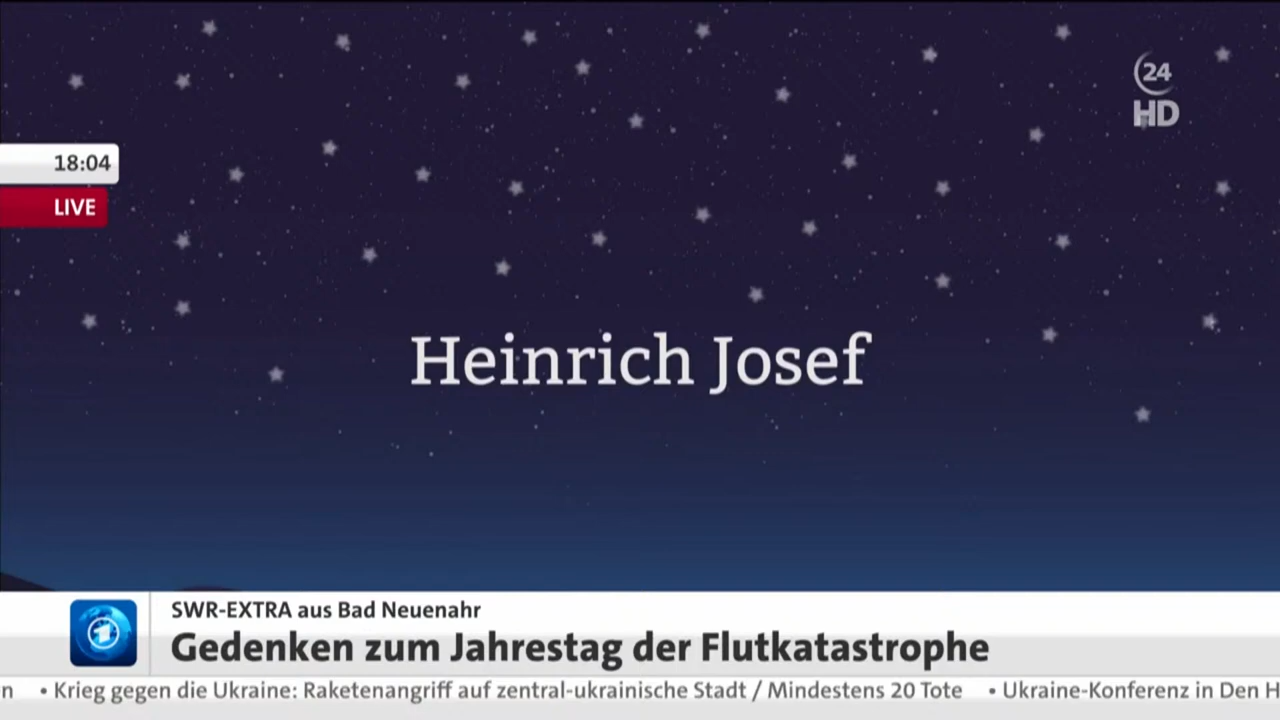 24
HD
18:04
LIVE
Heinrich Josef
SWR-EXTRA aus Bad Neuenahr
Gedenken zum Jahrestag der Flutkatastrophe
n • Krieg gegen die Ukraine: Raketenangriff auf zentral-ukrainische Stadt / Mindestens 20 Tote • Ukraine-Konferenz in Den H